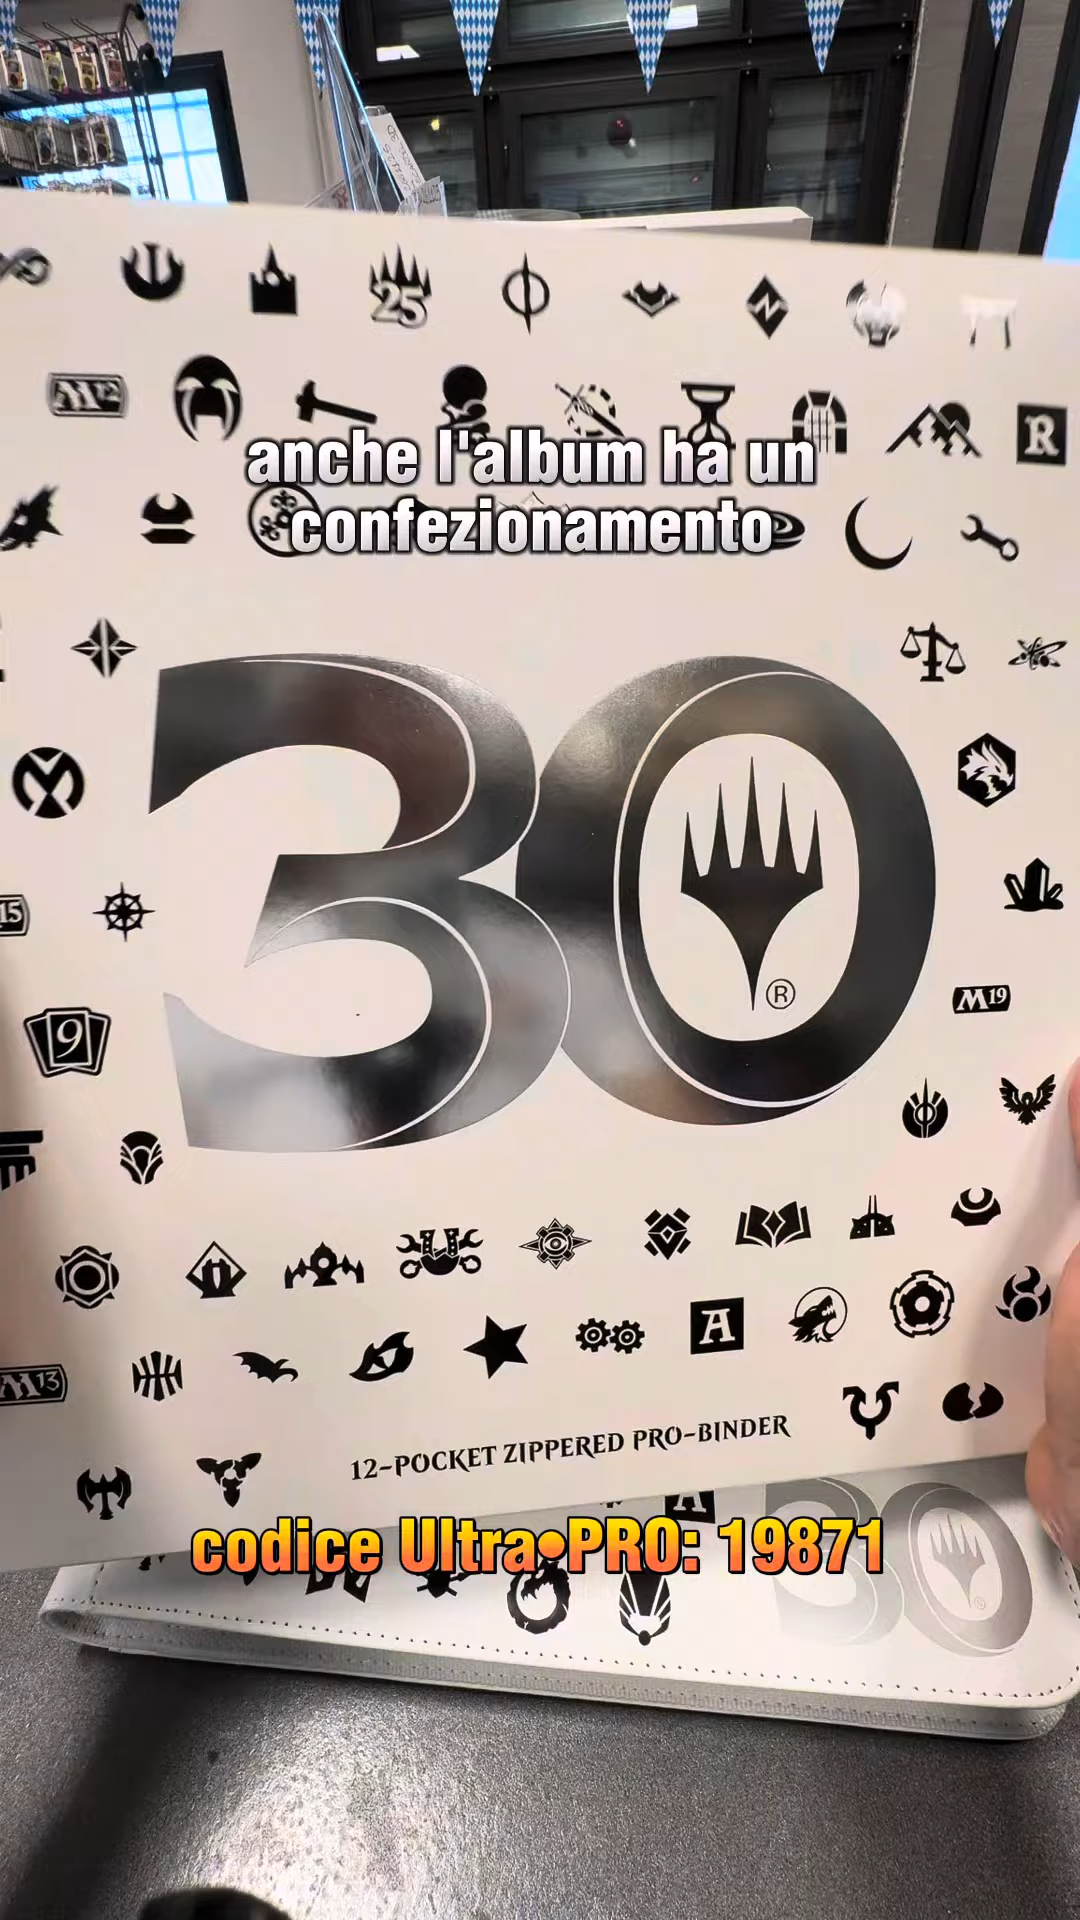 25
M12
R
anche l'album ha un
confezionamento
15
30
®
M19
9
M13
A
12-POCKET ZIPPERED PRO-BINDER
A
codice Ultra•PRO: 19871
30